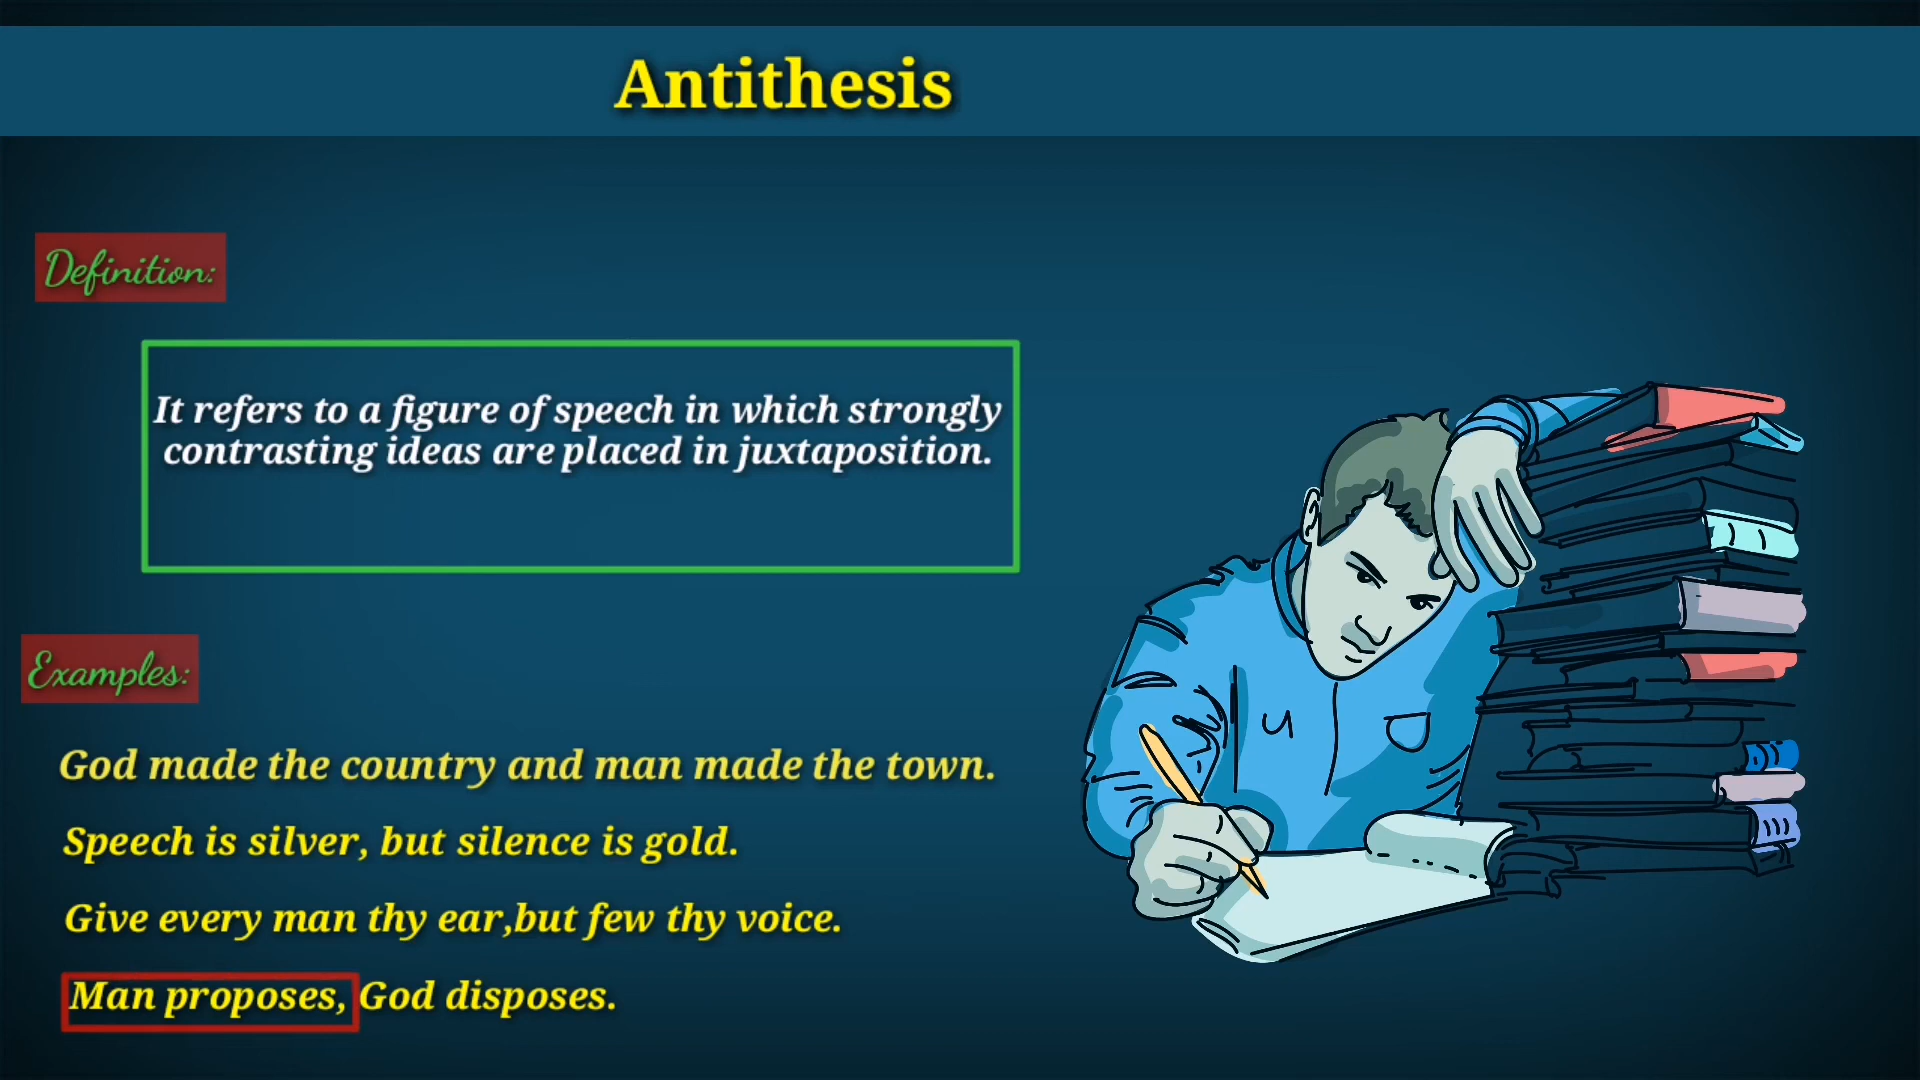 Antithesis
Definition:
It refers to a figure of speech in which strongly
contrasting ideas are placed in juxtaposition.
Examples:
God made the country and man made the town.
Speech is silver, but silence is gold.
Give every man thy ear,but few thy voice.
Man proposes, God disposes.